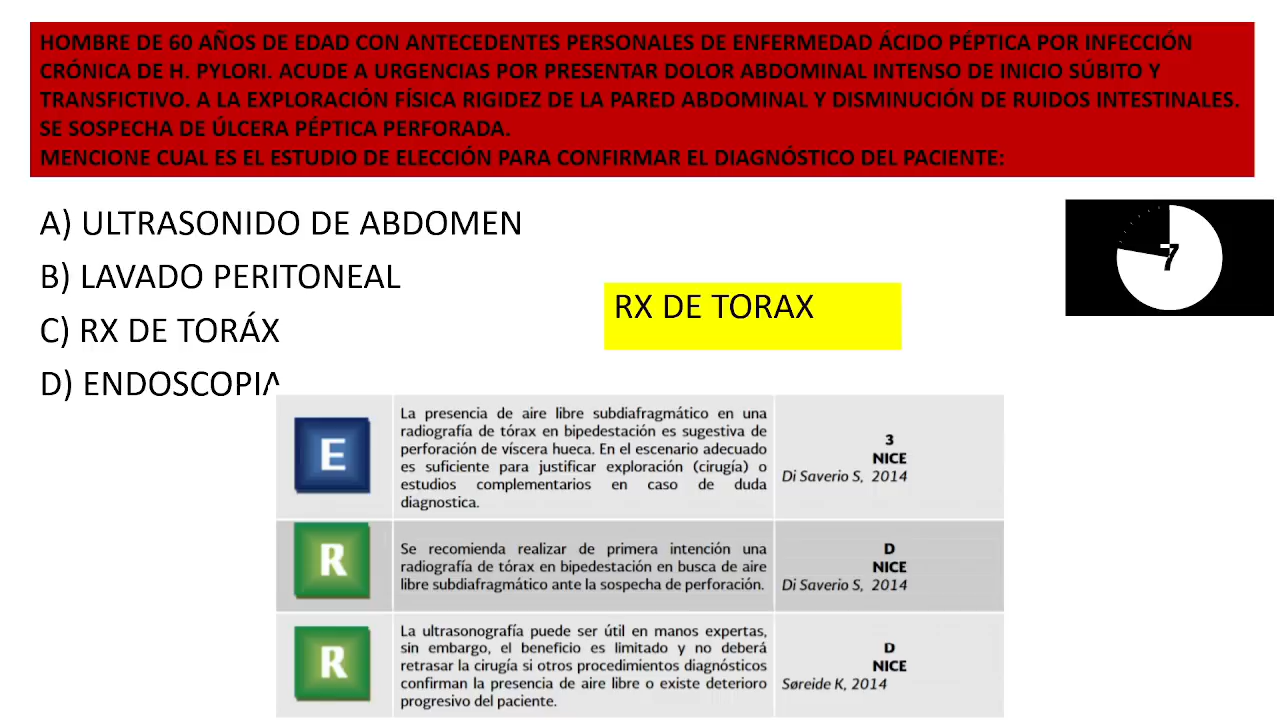 HOMBRE DE 60 AÑOS DE EDAD CON ANTECEDENTES PERSONALES DE ENFERMEDAD ÁCIDO PÉPTICA POR INFECCIÓN
CRÓNICA DE H. PYLORI. ACUDE A URGENCIAS POR PRESENTAR DOLOR ABDOMINAL INTENSO DE INICIO SÚBITO Y
TRANSFICTIVO. A LA EXPLORACIÓN FÍSICA RIGIDEZ DE LA PARED ABDOMINAL Y DISMINUCIÓN DE RUIDOS INTESTINALES.
SE SOSPECHA DE ÚLCERA PÉPTICA PERFORADA.
MENCIONE CUAL ES EL ESTUDIO DE ELECCIÓN PARA CONFIRMAR EL DIAGNÓSTICO DEL PACIENTE:
A) ULTRASONIDO DE ABDOMEN
B) LAVADO PERITONEAL
C) RX DE TORÁX
D) ENDOSCOPIA
RX DE TORAX
7
E
La presencia de aire libre subdiafragmático en una
radiografía de tórax en bipedestación es sugestiva de
perforación de víscera hueca. En el escenario adecuado
es suficiente para justificar exploración (cirugía) o
estudios complementarios en caso de duda
diagnostica.
3
NICE
Di Saverio S, 2014
R
Se recomienda realizar de primera intención una
radiografía de tórax en bipedestación en busca de aire
libre subdiafragmático ante la sospecha de perforación.
D
NICE
Di Saverio S, 2014
R
La ultrasonografía puede ser útil en manos expertas,
sin embargo, el beneficio es limitado y no deberá
retrasar la cirugía si otros procedimientos diagnósticos
confirman la presencia de aire libre o existe deterioro
progresivo del paciente.
D
NICE
Søreide K, 2014